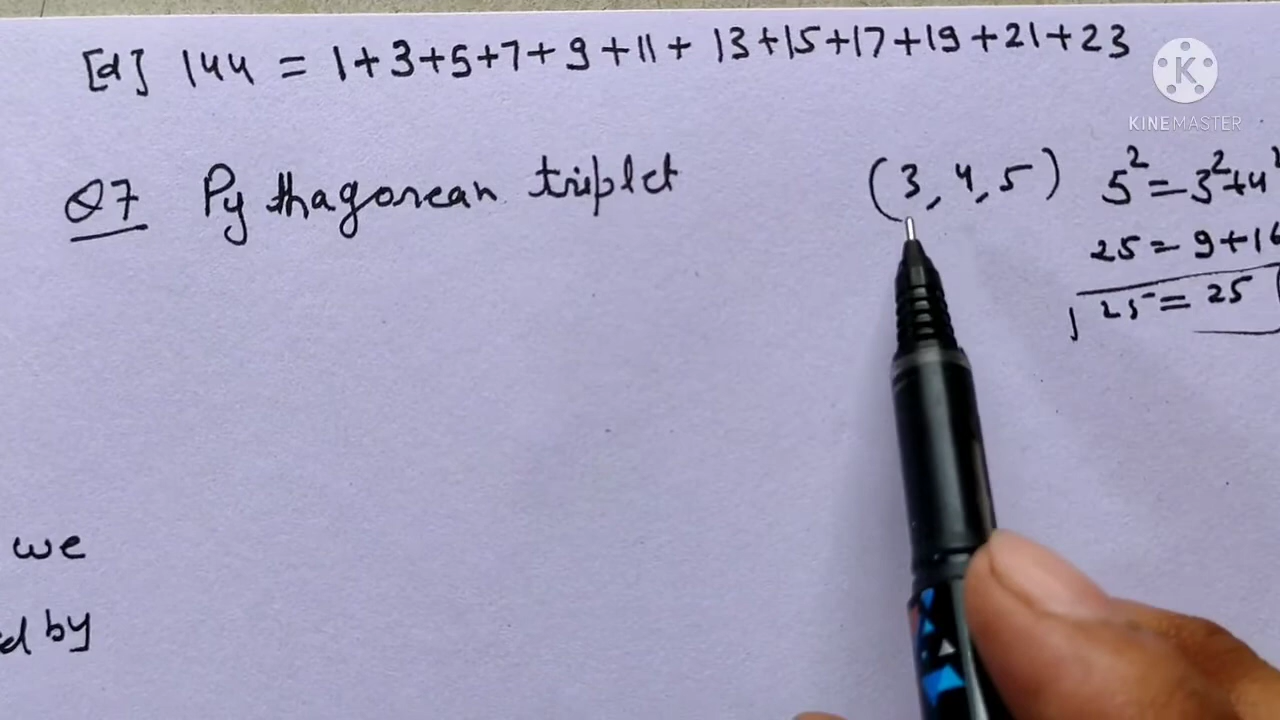 [d] 144 = 1+3+5+7+9+11+ 13+15+17+19+21+23
K
KINEMASTER
Q7 Pythagorean triplet (3, 4, 5) 5² = 3²+4²
25 = 9+16
25 = 25
we
d by